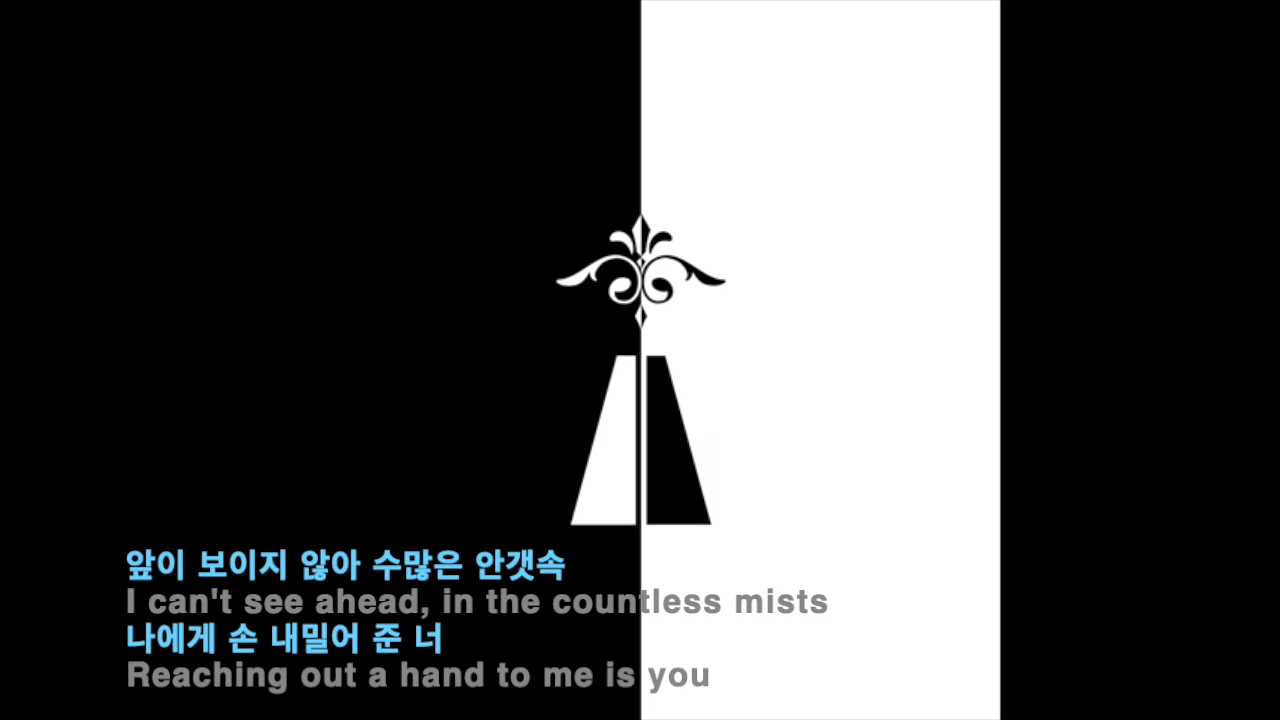 앞이 보이지 않아 수많은 안갯속
I can't see ahead, in the countless mists
나에게 손 내밀어 준 너
Reaching out a hand to me is you